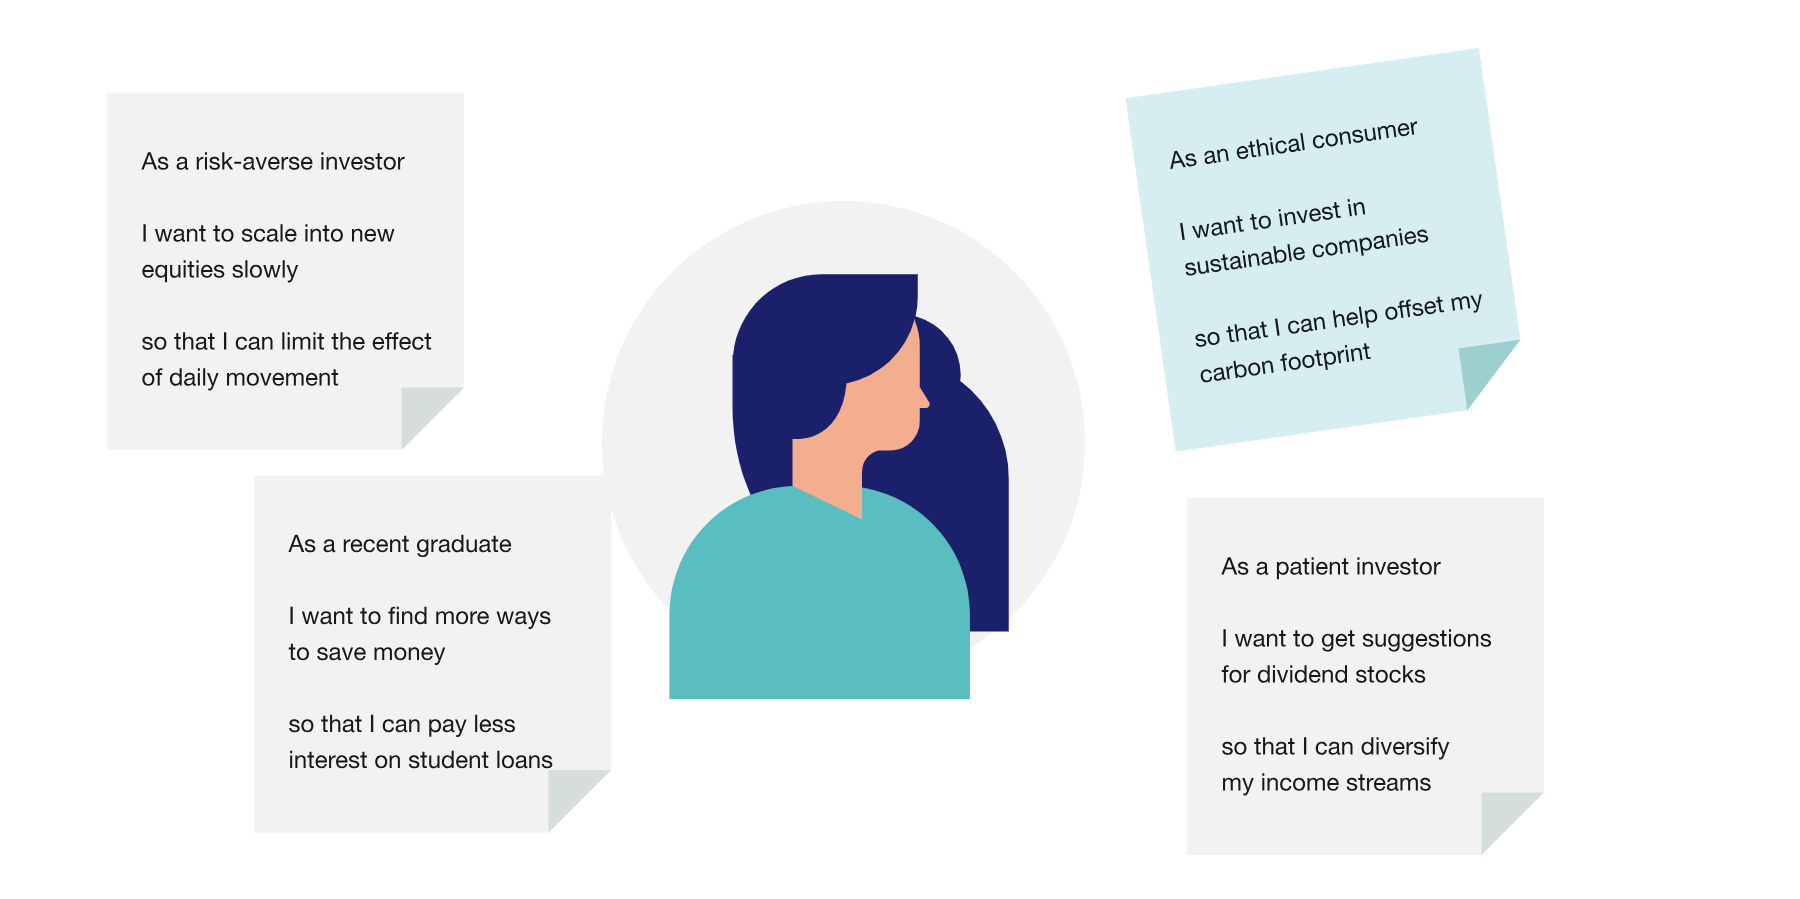 As a risk-averse investor
I want to scale into new
equities slowly
so that I can limit the effect
of daily movement
As a recent graduate
I want to find more ways
to save money
so that I can pay less
interest on student loans
As an ethical consumer
I want to invest in
sustainable companies
so that I can help offset my
carbon footprint
As a patient investor
I want to get suggestions
for dividend stocks
so that I can diversify
my income streams